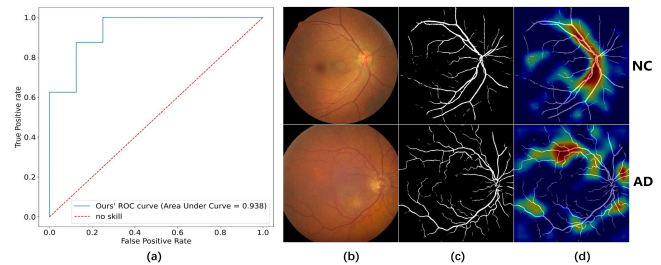 1.0
0.8
0.6
0.4
0.2
0.0
True Positive rate
Ours' ROC curve (Area Under Curve = 0.938)
no skill
0.0 0.2 0.4 0.6 0.8 1.0
False Positive Rate
NC
AD
(a) (b) (c) (d)